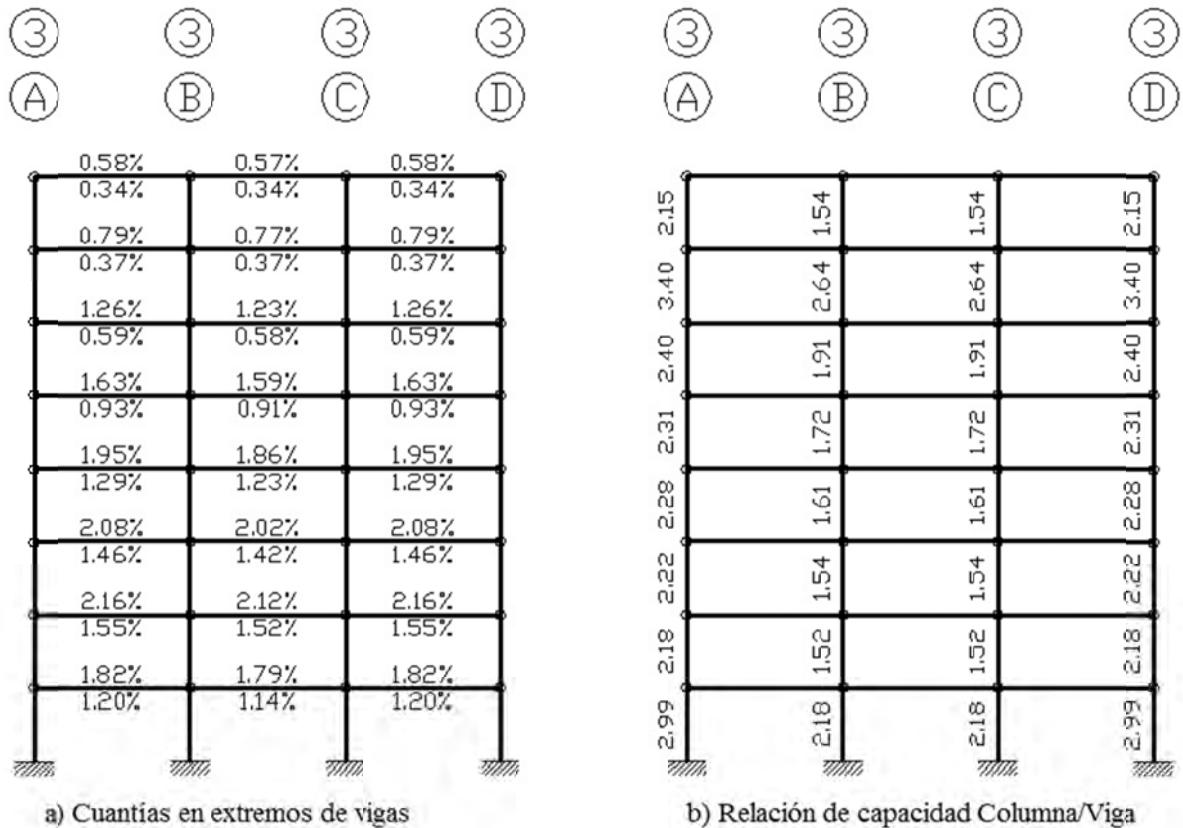 3 3 3 3
A B C D
0.58% 0.57% 0.58%
0.34% 0.34% 0.34%
0.79% 0.77% 0.79%
0.37% 0.37% 0.37%
1.26% 1.23% 1.26%
0.59% 0.58% 0.59%
1.63% 1.59% 1.63%
0.93% 0.91% 0.93%
1.95% 1.86% 1.95%
1.29% 1.23% 1.29%
2.08% 2.02% 2.08%
1.46% 1.42% 1.46%
2.16% 2.12% 2.16%
1.55% 1.52% 1.55%
1.82% 1.79% 1.82%
1.20% 1.14% 1.20%
a) Cuantías en extremos de vigas
3 3 3 3
A B C D
2.15 1.54 1.54 2.15
3.40 2.64 2.64 3.40
2.40 1.91 1.91 2.40
2.31 1.72 1.72 2.31
2.28 1.61 1.61 2.28
2.22 1.54 1.54 2.22
2.18 1.52 1.52 2.18
2.99 2.18 2.18 2.99
b) Relación de capacidad Columna/Viga